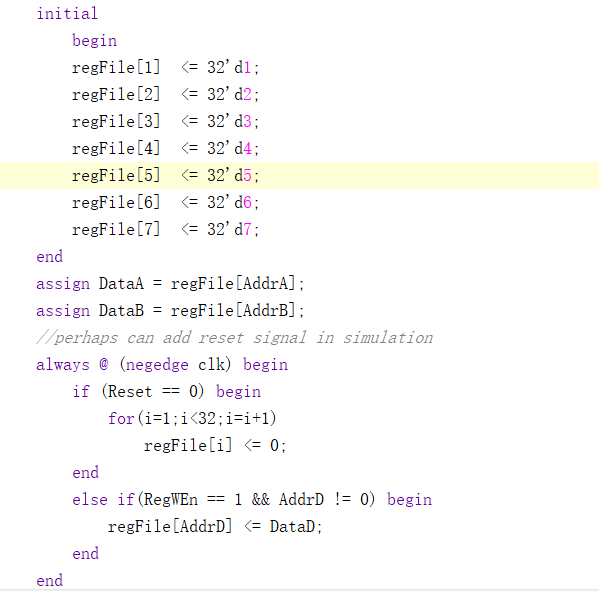 initial
begin
regFile[1] <= 32'd1;
regFile[2] <= 32'd2;
regFile[3] <= 32'd3;
regFile[4] <= 32'd4;
regFile[5] <= 32'd5;
regFile[6] <= 32'd6;
regFile[7] <= 32'd7;
end
assign DataA = regFile[AddrA];
assign DataB = regFile[AddrB];
//perhaps can add reset signal in simulation
always @ (negedge clk) begin
if (Reset == 0) begin
for(i=1;i<32;i=i+1)
regFile[i] <= 0;
end
else if(RegWEn == 1 && AddrD != 0) begin
regFile[AddrD] <= DataD;
end
end